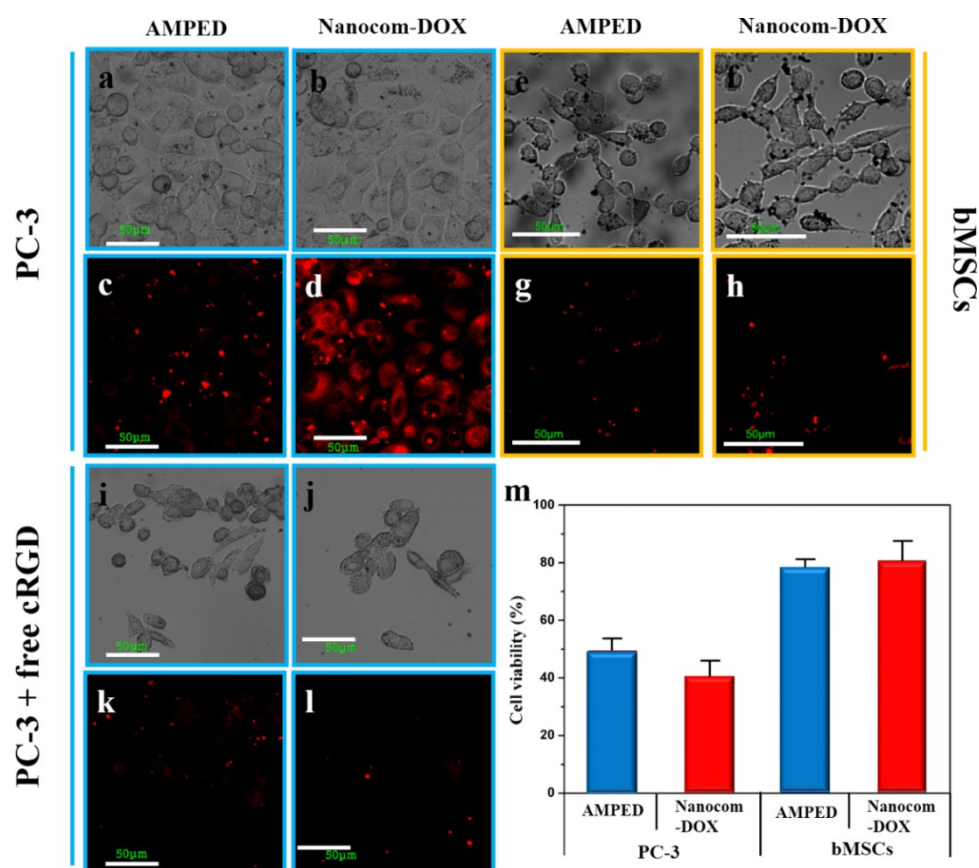 AMPED
Nanocom-DOX
AMPED
Nanocom-DOX
PC-3
a
b
e
f
50µm
50µm
50µm
50µm
bMSCs
c
d
g
h
50µm
50µm
50µm
50µm
PC-3 + free cRGD
i
j
50µm
50µm
k
l
50µm
50µm
m
Cell viability (%)
100
80
60
40
20
0
AMPED
Nanocom
-DOX
AMPED
Nanocom
-DOX
PC-3
bMSCs